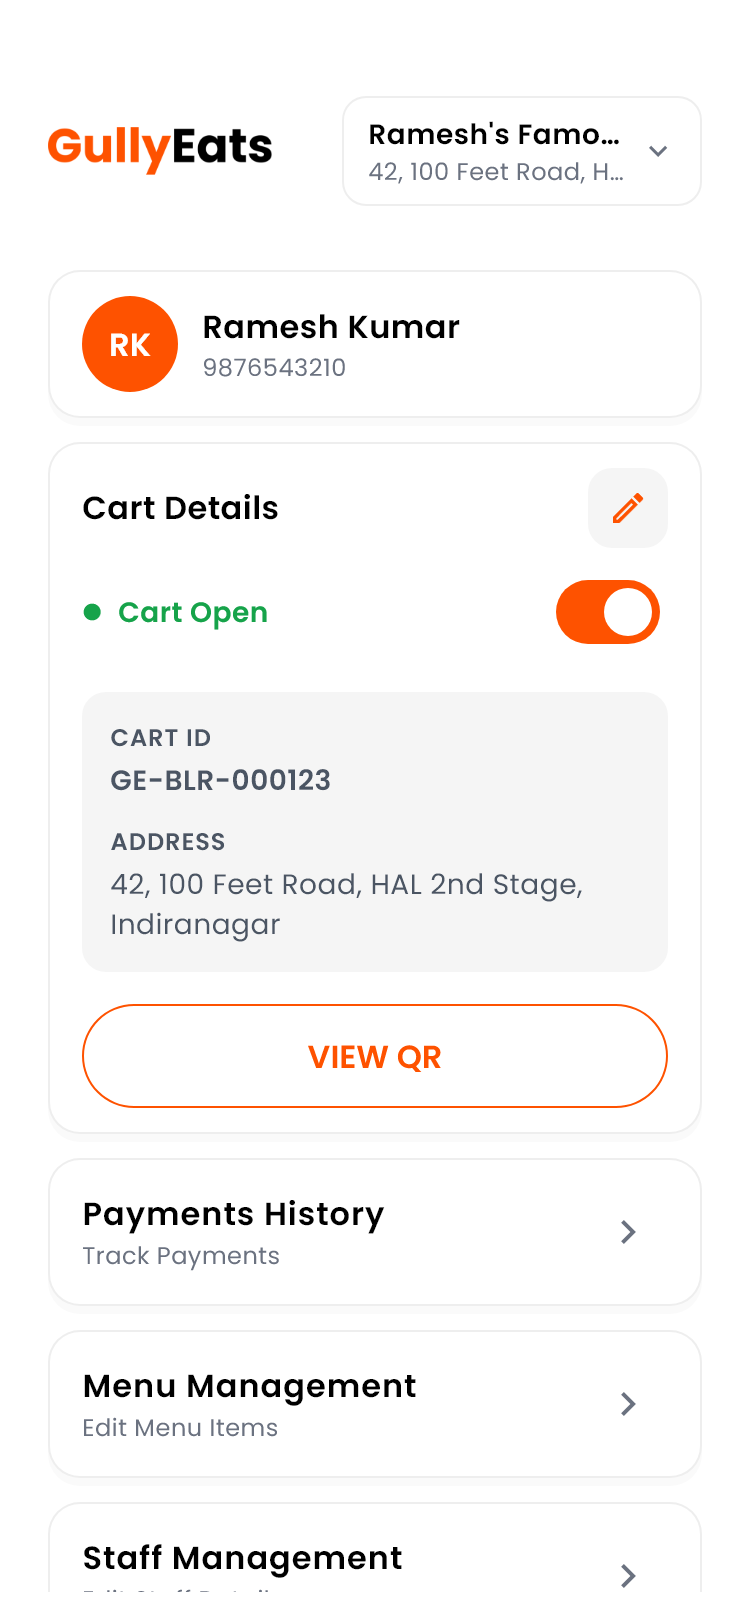 GullyEats
Ramesh's Famo...
42, 100 Feet Road, H...
RK
Ramesh Kumar
9876543210
Cart Details
Cart Open
CART ID
GE-BLR-000123
ADDRESS
42, 100 Feet Road, HAL 2nd Stage,
Indiranagar
VIEW QR
Payments History
Track Payments
Menu Management
Edit Menu Items
Staff Management